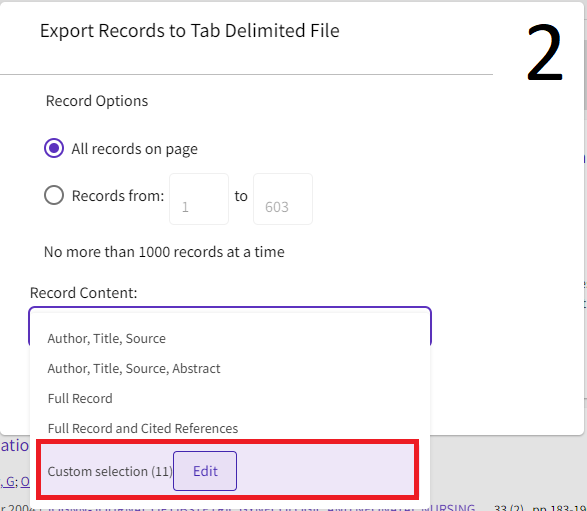 Export Records to Tab Delimited File
2
Record Options
All records on page
Records from: 1 to 603
No more than 1000 records at a time
Record Content:
Author, Title, Source
Author, Title, Source, Abstract
Full Record
Full Record and Cited References
Custom selection (11) Edit
atio
, G; O
33 (2), pp.183-19